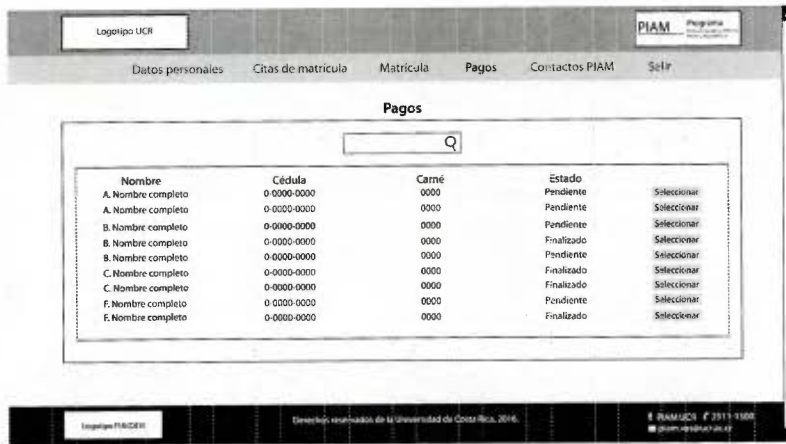 Logotipo UCR
PIAM Programa
Datos personales Citas de matrícula Matrícula Pagos Contactos PIAM Salir
Pagos
Nombre Cédula Carné Estado
A. Nombre completo 0-0000-0000 0000 Pendiente Seleccionar
A. Nombre completo 0-0000-0000 0000 Pendiente Seleccionar
B. Nombre completo 0-0000-0000 0000 Pendiente Seleccionar
B. Nombre completo 0-0000-0000 0000 Finalizado Seleccionar
B. Nombre completo 0-0000-0000 0000 Pendiente Seleccionar
C. Nombre completo 0-0000-0000 0000 Finalizado Seleccionar
C. Nombre completo 0-0000-0000 0000 Finalizado Seleccionar
F. Nombre completo 0-0000-0000 0000 Pendiente Seleccionar
F. Nombre completo 0-0000-0000 0000 Finalizado Seleccionar
Derechos reservados de la Universidad de Costa Rica, 2016.
Logotipo
PIAM UCR